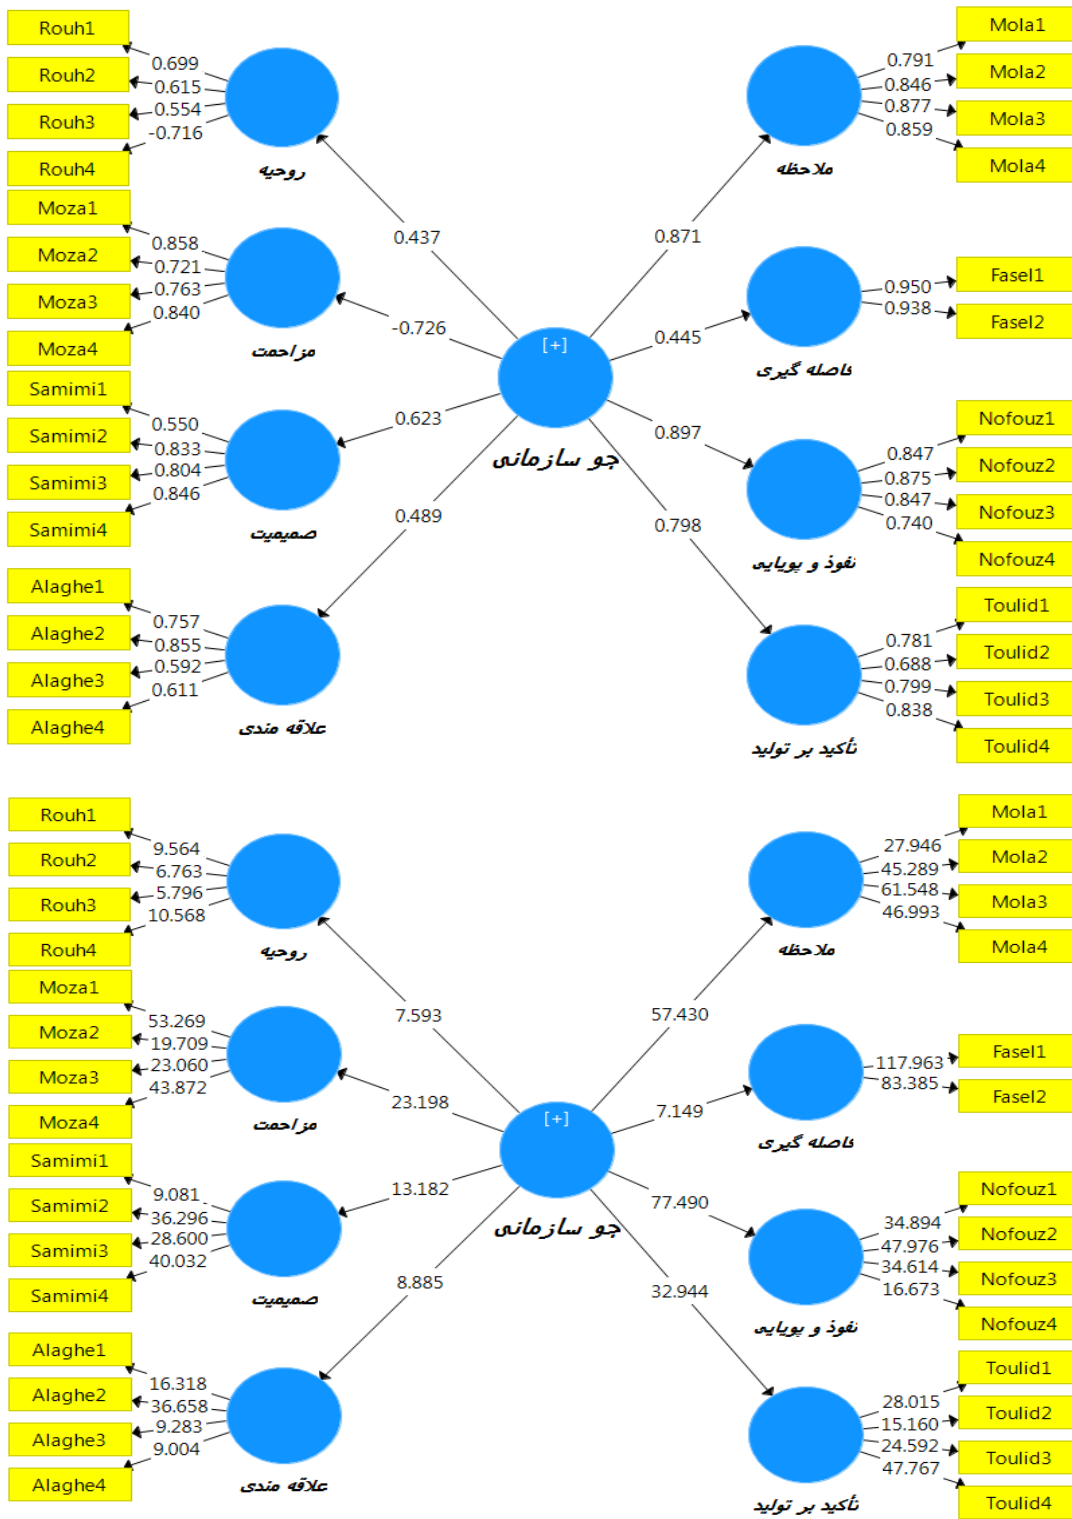 Rouh1
Rouh2
Rouh3
Rouh4
0.699
0.615
0.554
-0.716
روحیه
Moza1
Moza2
Moza3
Moza4
0.858
0.721
0.763
0.840
مزاحمت
Samimi1
Samimi2
Samimi3
Samimi4
0.550
0.833
0.804
0.846
صمیمیت
Alaghe1
Alaghe2
Alaghe3
Alaghe4
0.757
0.855
0.592
0.611
علاقه مندی
0.437
-0.726
0.623
0.489
[+]
جو سازمانی
0.871
0.445
0.897
0.798
ملاحظه
0.791
0.846
0.877
0.859
Mola1
Mola2
Mola3
Mola4
فاصله گیری
0.950
0.938
Fasel1
Fasel2
نفوذ و پویایی
0.847
0.875
0.847
0.740
Nofouz1
Nofouz2
Nofouz3
Nofouz4
تأکید بر تولید
0.781
0.688
0.799
0.838
Toulid1
Toulid2
Toulid3
Toulid4
Rouh1
Rouh2
Rouh3
Rouh4
9.564
6.763
5.796
10.568
روحیه
Moza1
Moza2
Moza3
Moza4
53.269
19.709
23.060
43.872
مزاحمت
Samimi1
Samimi2
Samimi3
Samimi4
9.081
36.296
28.600
40.032
صمیمیت
Alaghe1
Alaghe2
Alaghe3
Alaghe4
16.318
36.658
9.283
9.004
علاقه مندی
7.593
23.198
13.182
8.885
[+]
جو سازمانی
57.430
7.149
77.490
32.944
ملاحظه
27.946
45.289
61.548
46.993
Mola1
Mola2
Mola3
Mola4
فاصله گیری
117.963
83.385
Fasel1
Fasel2
نفوذ و پویایی
34.894
47.976
34.614
16.673
Nofouz1
Nofouz2
Nofouz3
Nofouz4
تأکید بر تولید
28.015
15.160
24.592
47.767
Toulid1
Toulid2
Toulid3
Toulid4